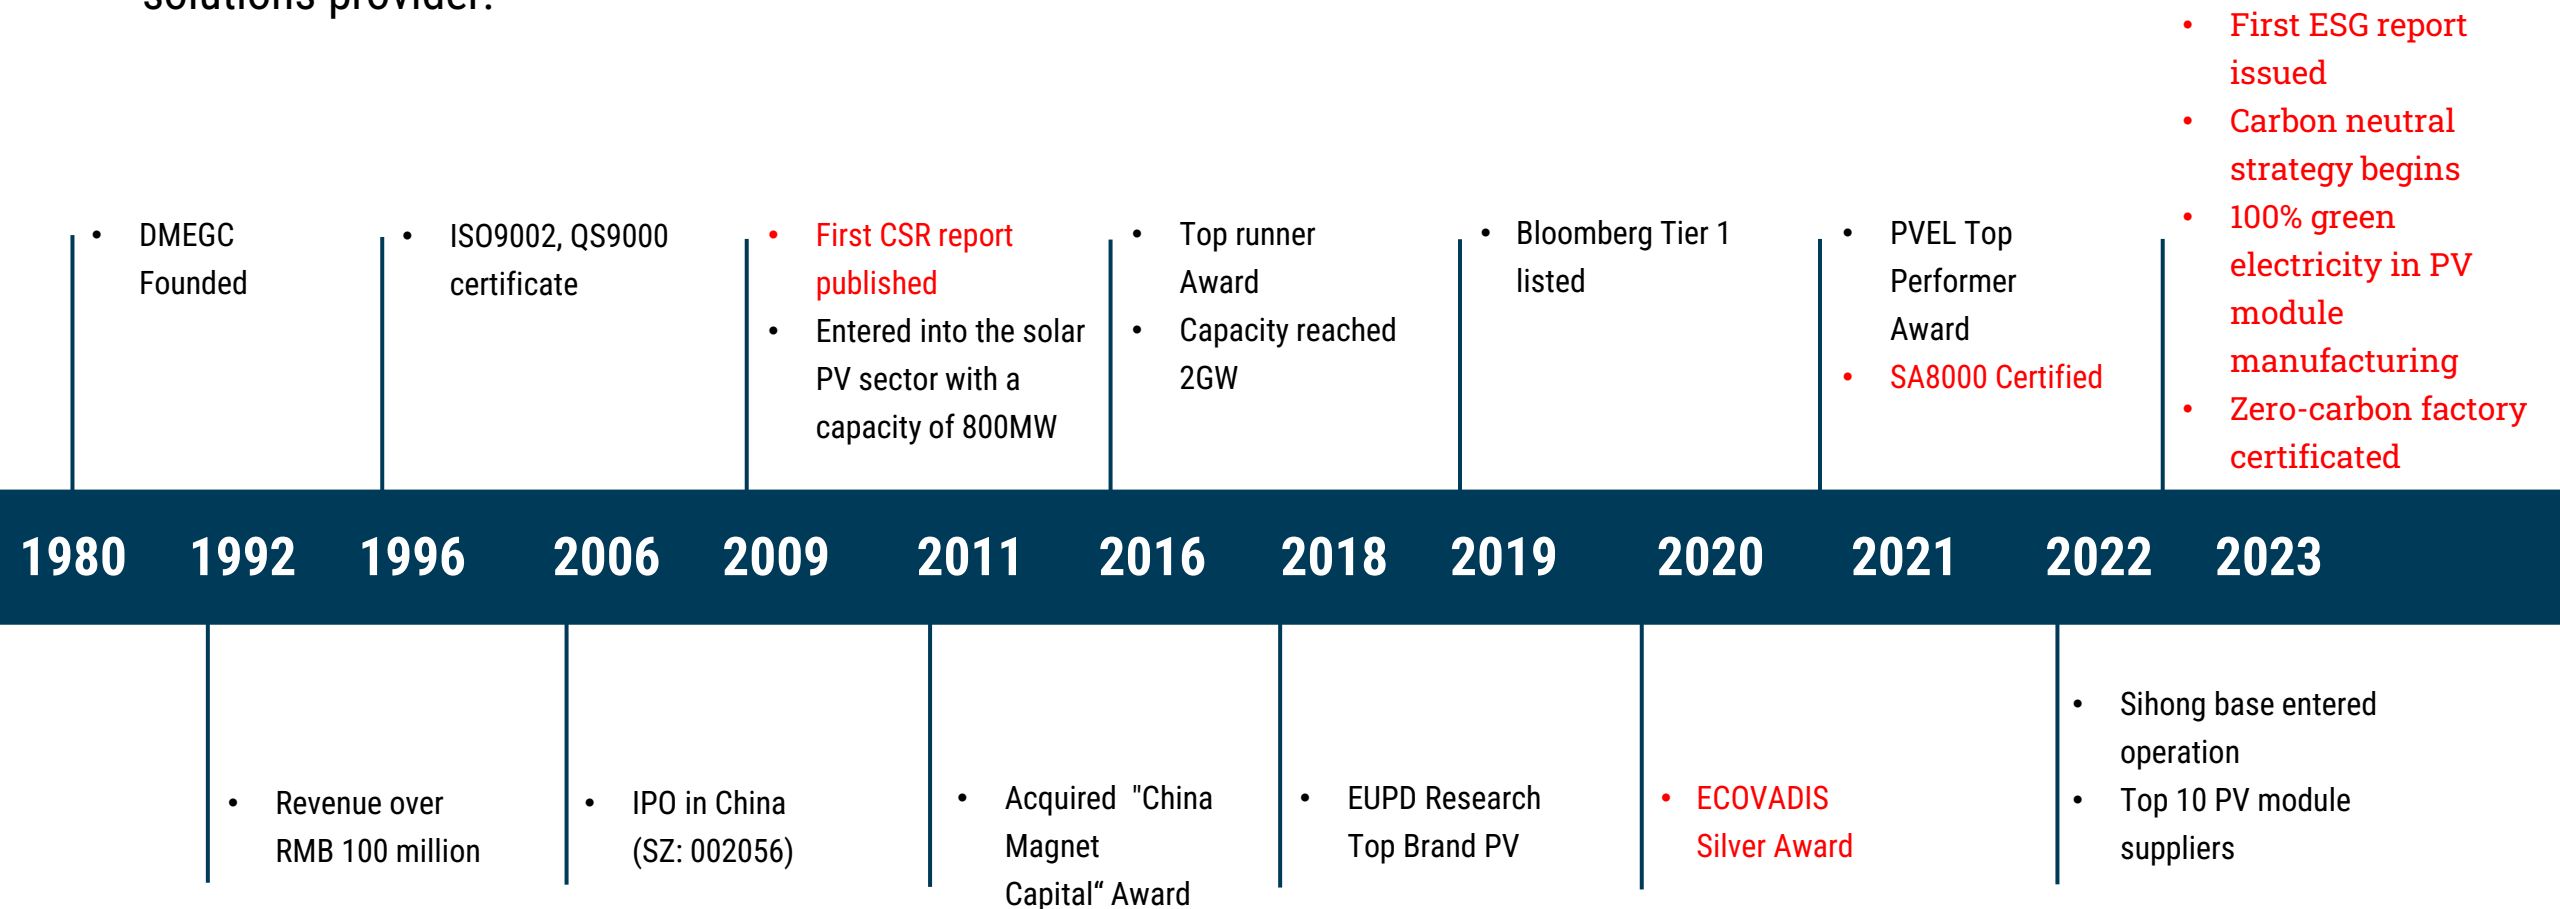 solutions provider.
• First ESG report
issued
• Carbon neutral
strategy begins
• 100% green
electricity in PV
module
manufacturing
• Zero-carbon factory
certificated
• DMEGC
Founded
• ISO9002, QS9000
certificate
• First CSR report
published
• Entered into the solar
PV sector with a
capacity of 800MW
• Top runner
Award
• Capacity reached
2GW
• Bloomberg Tier 1
listed
• PVEL Top
Performer
Award
• SA8000 Certified
1980 1992 1996 2006 2009 2011 2016 2018 2019 2020 2021 2022 2023
• Revenue over
RMB 100 million
• IPO in China
(SZ: 002056)
• Acquired "China
Magnet
Capital“ Award
• EUPD Research
Top Brand PV
• ECOVADIS
Silver Award
• Sihong base entered
operation
• Top 10 PV module
suppliers